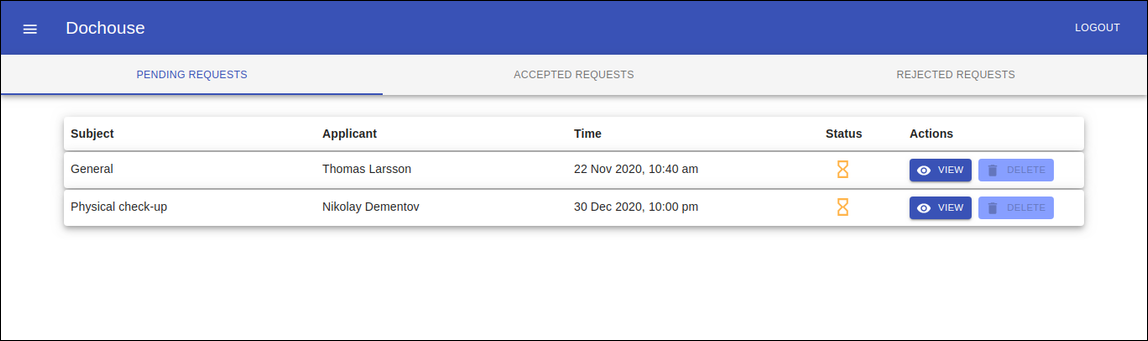 Dochouse LOGOUT
PENDING REQUESTS ACCEPTED REQUESTS REJECTED REQUESTS
Subject Applicant Time Status Actions
General Thomas Larsson 22 Nov 2020, 10:40 am VIEW DELETE
Physical check-up Nikolay Dementov 30 Dec 2020, 10:00 pm VIEW DELETE